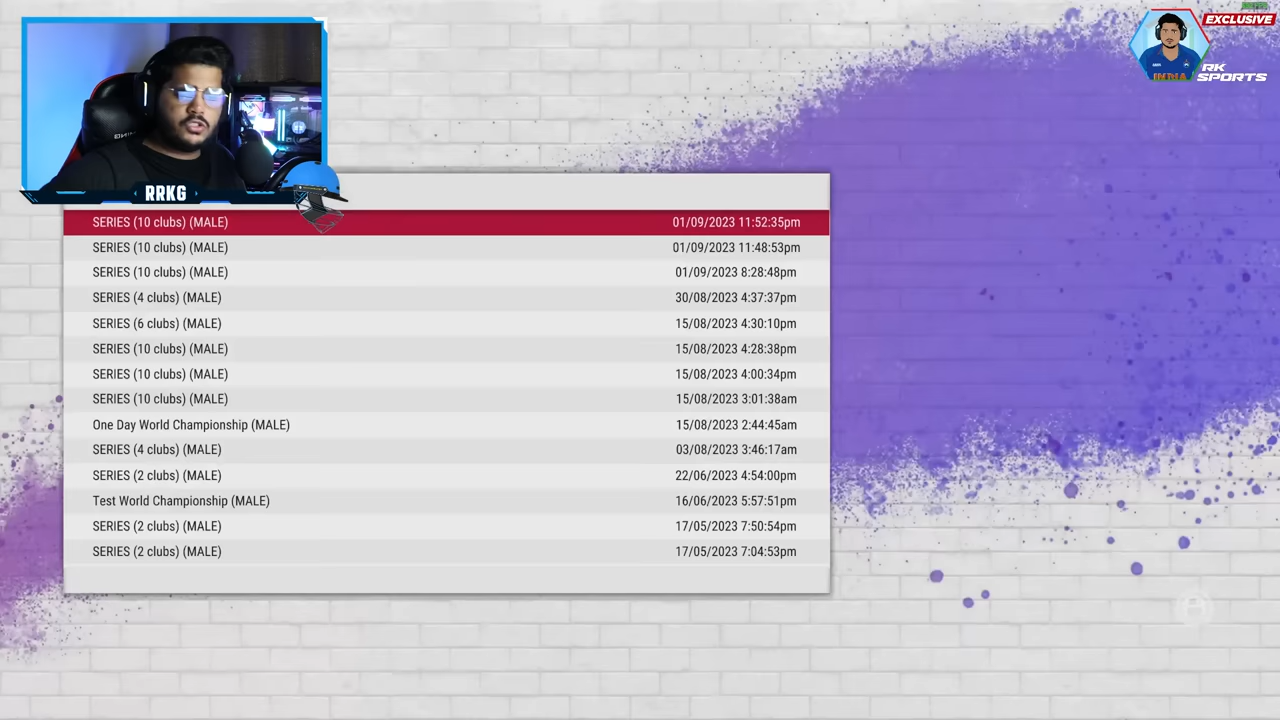 EXCLUSIVE
RK
SPORTS
INDIA
RRKG
SERIES (10 clubs) (MALE) 01/09/2023 11:52:35pm
SERIES (10 clubs) (MALE) 01/09/2023 11:48:53pm
SERIES (10 clubs) (MALE) 01/09/2023 8:28:48pm
SERIES (4 clubs) (MALE) 30/08/2023 4:37:37pm
SERIES (6 clubs) (MALE) 15/08/2023 4:30:10pm
SERIES (10 clubs) (MALE) 15/08/2023 4:28:38pm
SERIES (10 clubs) (MALE) 15/08/2023 4:00:34pm
SERIES (10 clubs) (MALE) 15/08/2023 3:01:38am
One Day World Championship (MALE) 15/08/2023 2:44:45am
SERIES (4 clubs) (MALE) 03/08/2023 3:46:17am
SERIES (2 clubs) (MALE) 22/06/2023 4:54:00pm
Test World Championship (MALE) 16/06/2023 5:57:51pm
SERIES (2 clubs) (MALE) 17/05/2023 7:50:54pm
SERIES (2 clubs) (MALE) 17/05/2023 7:04:53pm